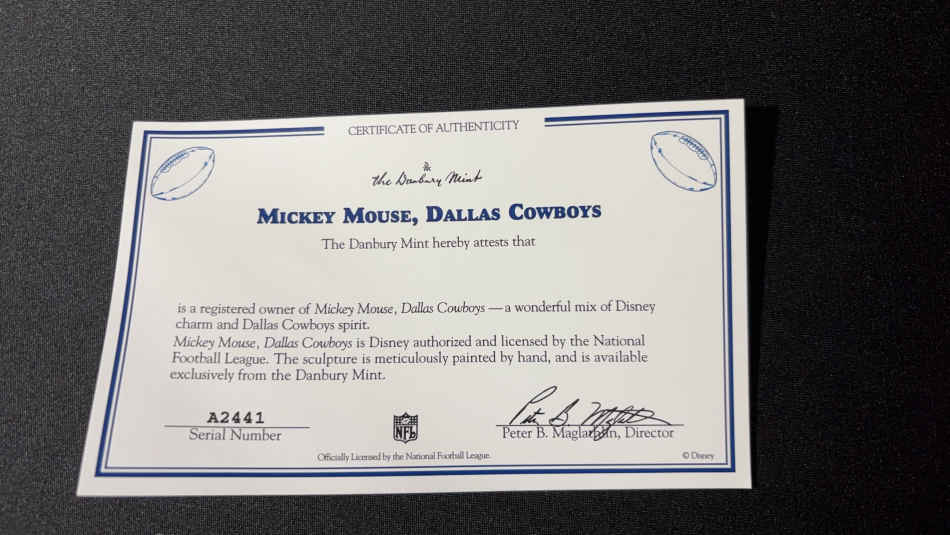 CERTIFICATE OF AUTHENTICITY
the Danbury Mint
MICKEY MOUSE, DALLAS COWBOYS
The Danbury Mint hereby attests that
is a registered owner of Mickey Mouse, Dallas Cowboys — a wonderful mix of Disney
charm and Dallas Cowboys spirit.
Mickey Mouse, Dallas Cowboys is Disney authorized and licensed by the National
Football League. The sculpture is meticulously painted by hand, and is available
exclusively from the Danbury Mint.
A2441
Serial Number
NFL
Peter B. Maglathlin, Director
Officially Licensed by the National Football League.
© Disney